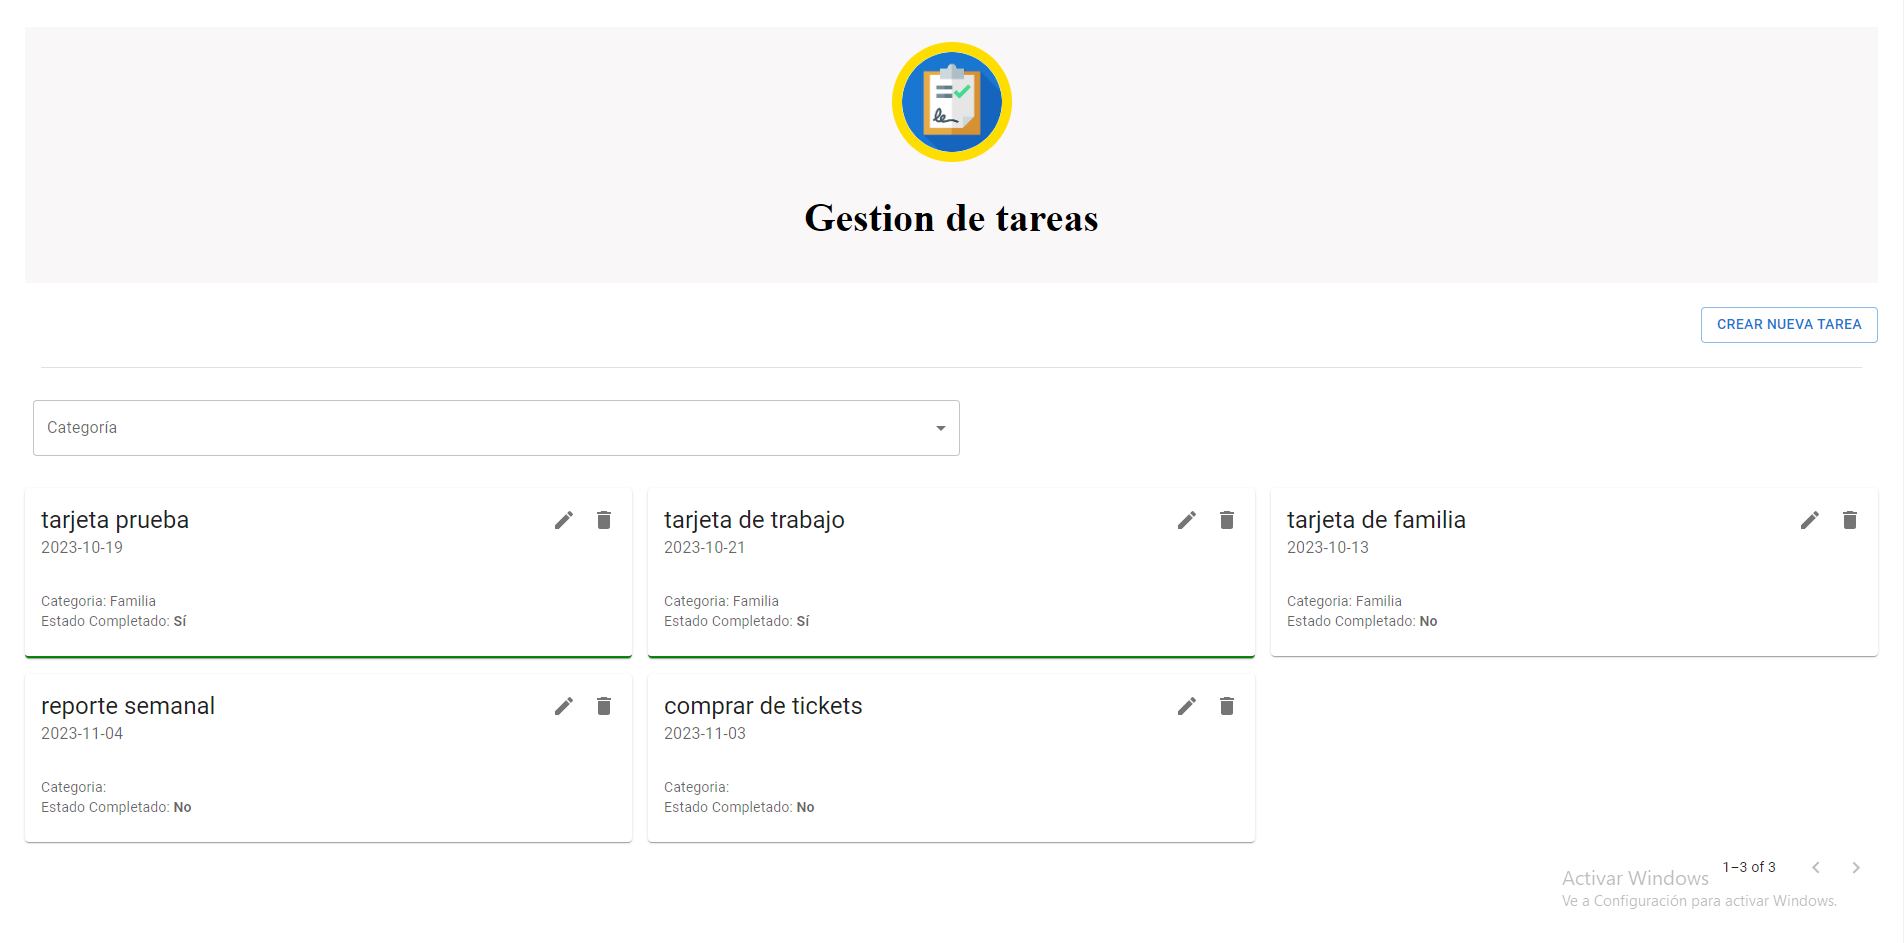 Gestion de tareas
CREAR NUEVA TAREA
Categoría
tarjeta prueba
2023-10-19
Categoria: Familia
Estado Completado: Sí
tarjeta de trabajo
2023-10-21
Categoria: Familia
Estado Completado: Sí
tarjeta de familia
2023-10-13
Categoria: Familia
Estado Completado: No
reporte semanal
2023-11-04
Categoria:
Estado Completado: No
comprar de tickets
2023-11-03
Categoria:
Estado Completado: No
1–3 of 3
Activar Windows
Ve a Configuración para activar Windows.